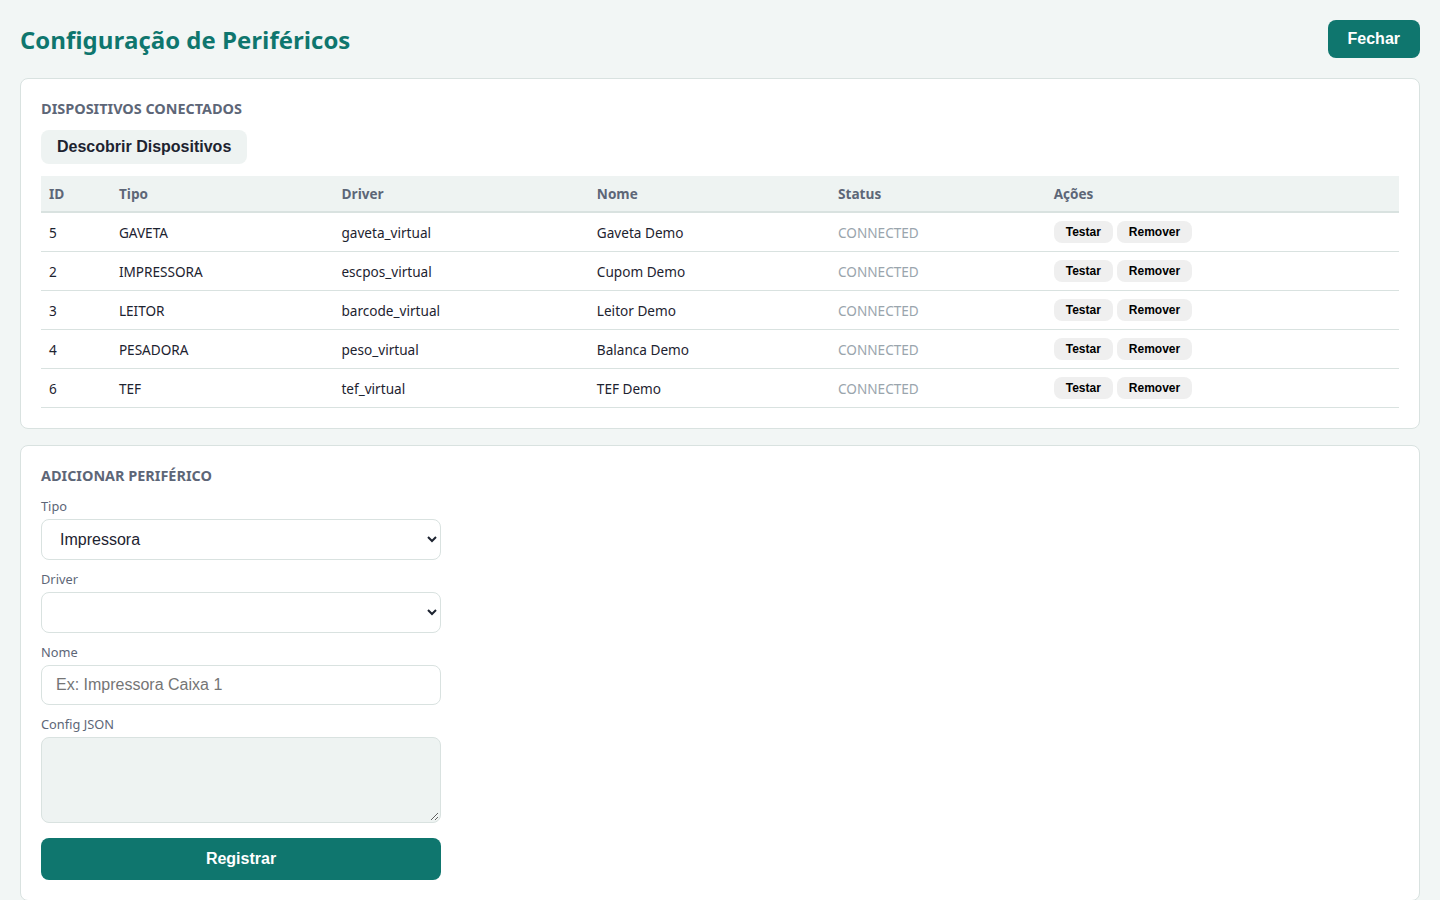 Configuração de Periféricos
Fechar
DISPOSITIVOS CONECTADOS
Descobrir Dispositivos
ID Tipo Driver Nome Status Ações
5 GAVETA gaveta_virtual Gaveta Demo CONNECTED Testar Remover
2 IMPRESSORA escpos_virtual Cupom Demo CONNECTED Testar Remover
3 LEITOR barcode_virtual Leitor Demo CONNECTED Testar Remover
4 PESADORA peso_virtual Balanca Demo CONNECTED Testar Remover
6 TEF tef_virtual TEF Demo CONNECTED Testar Remover
ADICIONAR PERIFÉRICO
Tipo
Impressora
Driver
Nome
Ex: Impressora Caixa 1
Config JSON
Registrar